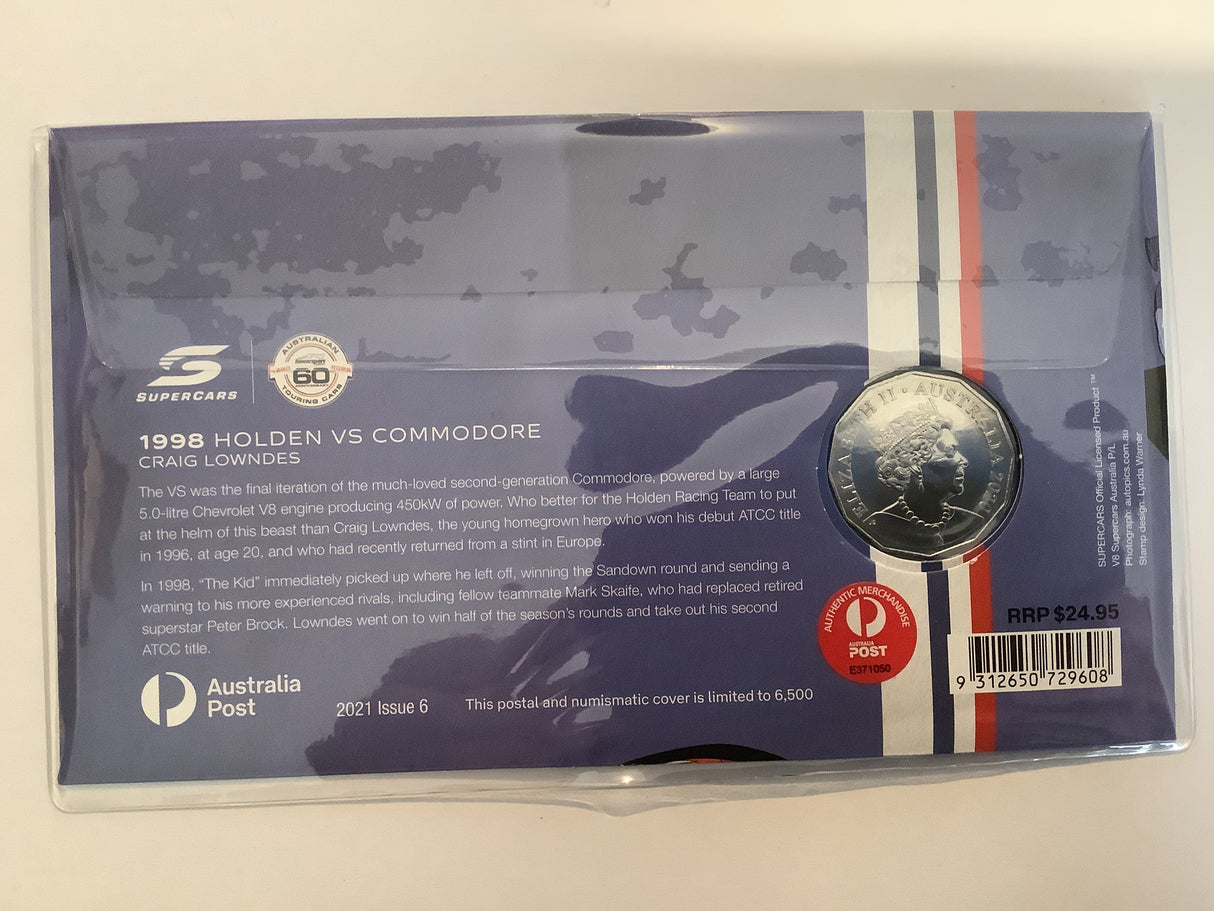 SUPERCARS
AUSTRALIAN
60
TOURING CARS
1998 HOLDEN VS COMMODORE
CRAIG LOWNDES
The VS was the final iteration of the much-loved second-generation Commodore, powered by a large
5.0-litre Chevrolet V8 engine producing 450kW of power. Who better for the Holden Racing Team to put
at the helm of this beast than Craig Lowndes, the young homegrown hero who won his debut ATCC title
in 1996, at age 20, and who had recently returned from a stint in Europe.
In 1998, “The Kid” immediately picked up where he left off, winning the Sandown round and sending a
warning to his more experienced rivals, including fellow teammate Mark Skaife, who had replaced retired
superstar Peter Brock. Lowndes went on to win half of the season’s rounds and take out his second
ATCC title.
Australia
Post
2021 Issue 6
This postal and numismatic cover is limited to 6,500
ELIZABETH II · AUSTRALIA
AUTHENTIC MERCHANDISE
AUSTRALIA
POST
E371050
SUPERCARS Official Licensed Product ™
V8 Supercars Australia P/L
Photograph: autopics.com.au
Stamp design: Lynda Warner
RRP $24.95
9 312650 729608